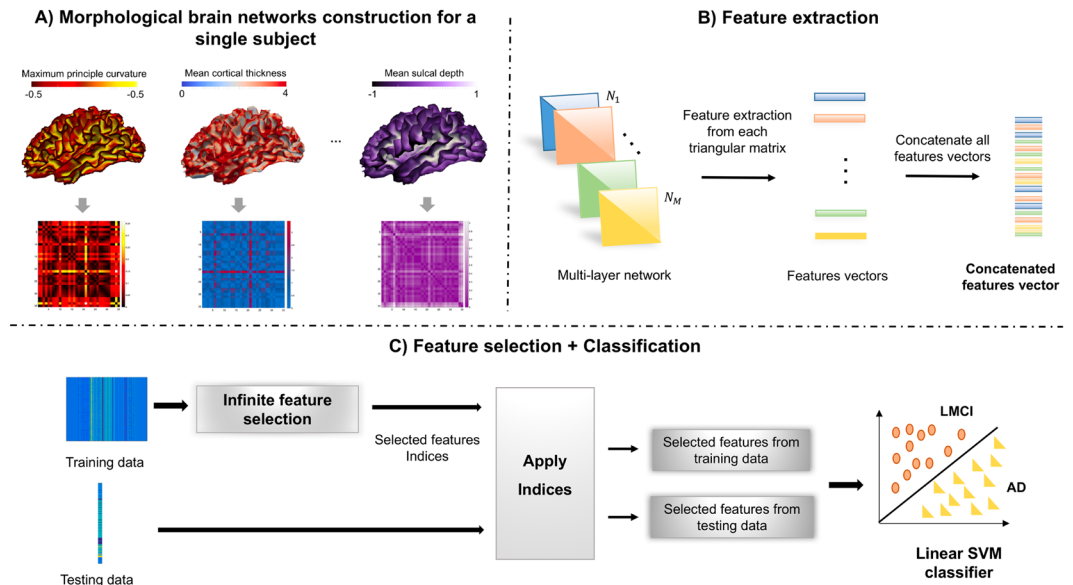 A) Morphological brain networks construction for a
single subject
Maximum principle curvature
-0.5 -0.5
Mean cortical thickness
0 4
Mean sulcal depth
-1 1
...
B) Feature extraction
N1
NM
Multi-layer network
Feature extraction
from each
triangular matrix
Features vectors
Concatenate all
features vectors
Concatenated
features vector
C) Feature selection + Classification
Training data
Testing data
Infinite feature
selection
Selected features
Indices
Apply
Indices
Selected features from
training data
Selected features from
testing data
LMCI
AD
Linear SVM
classifier